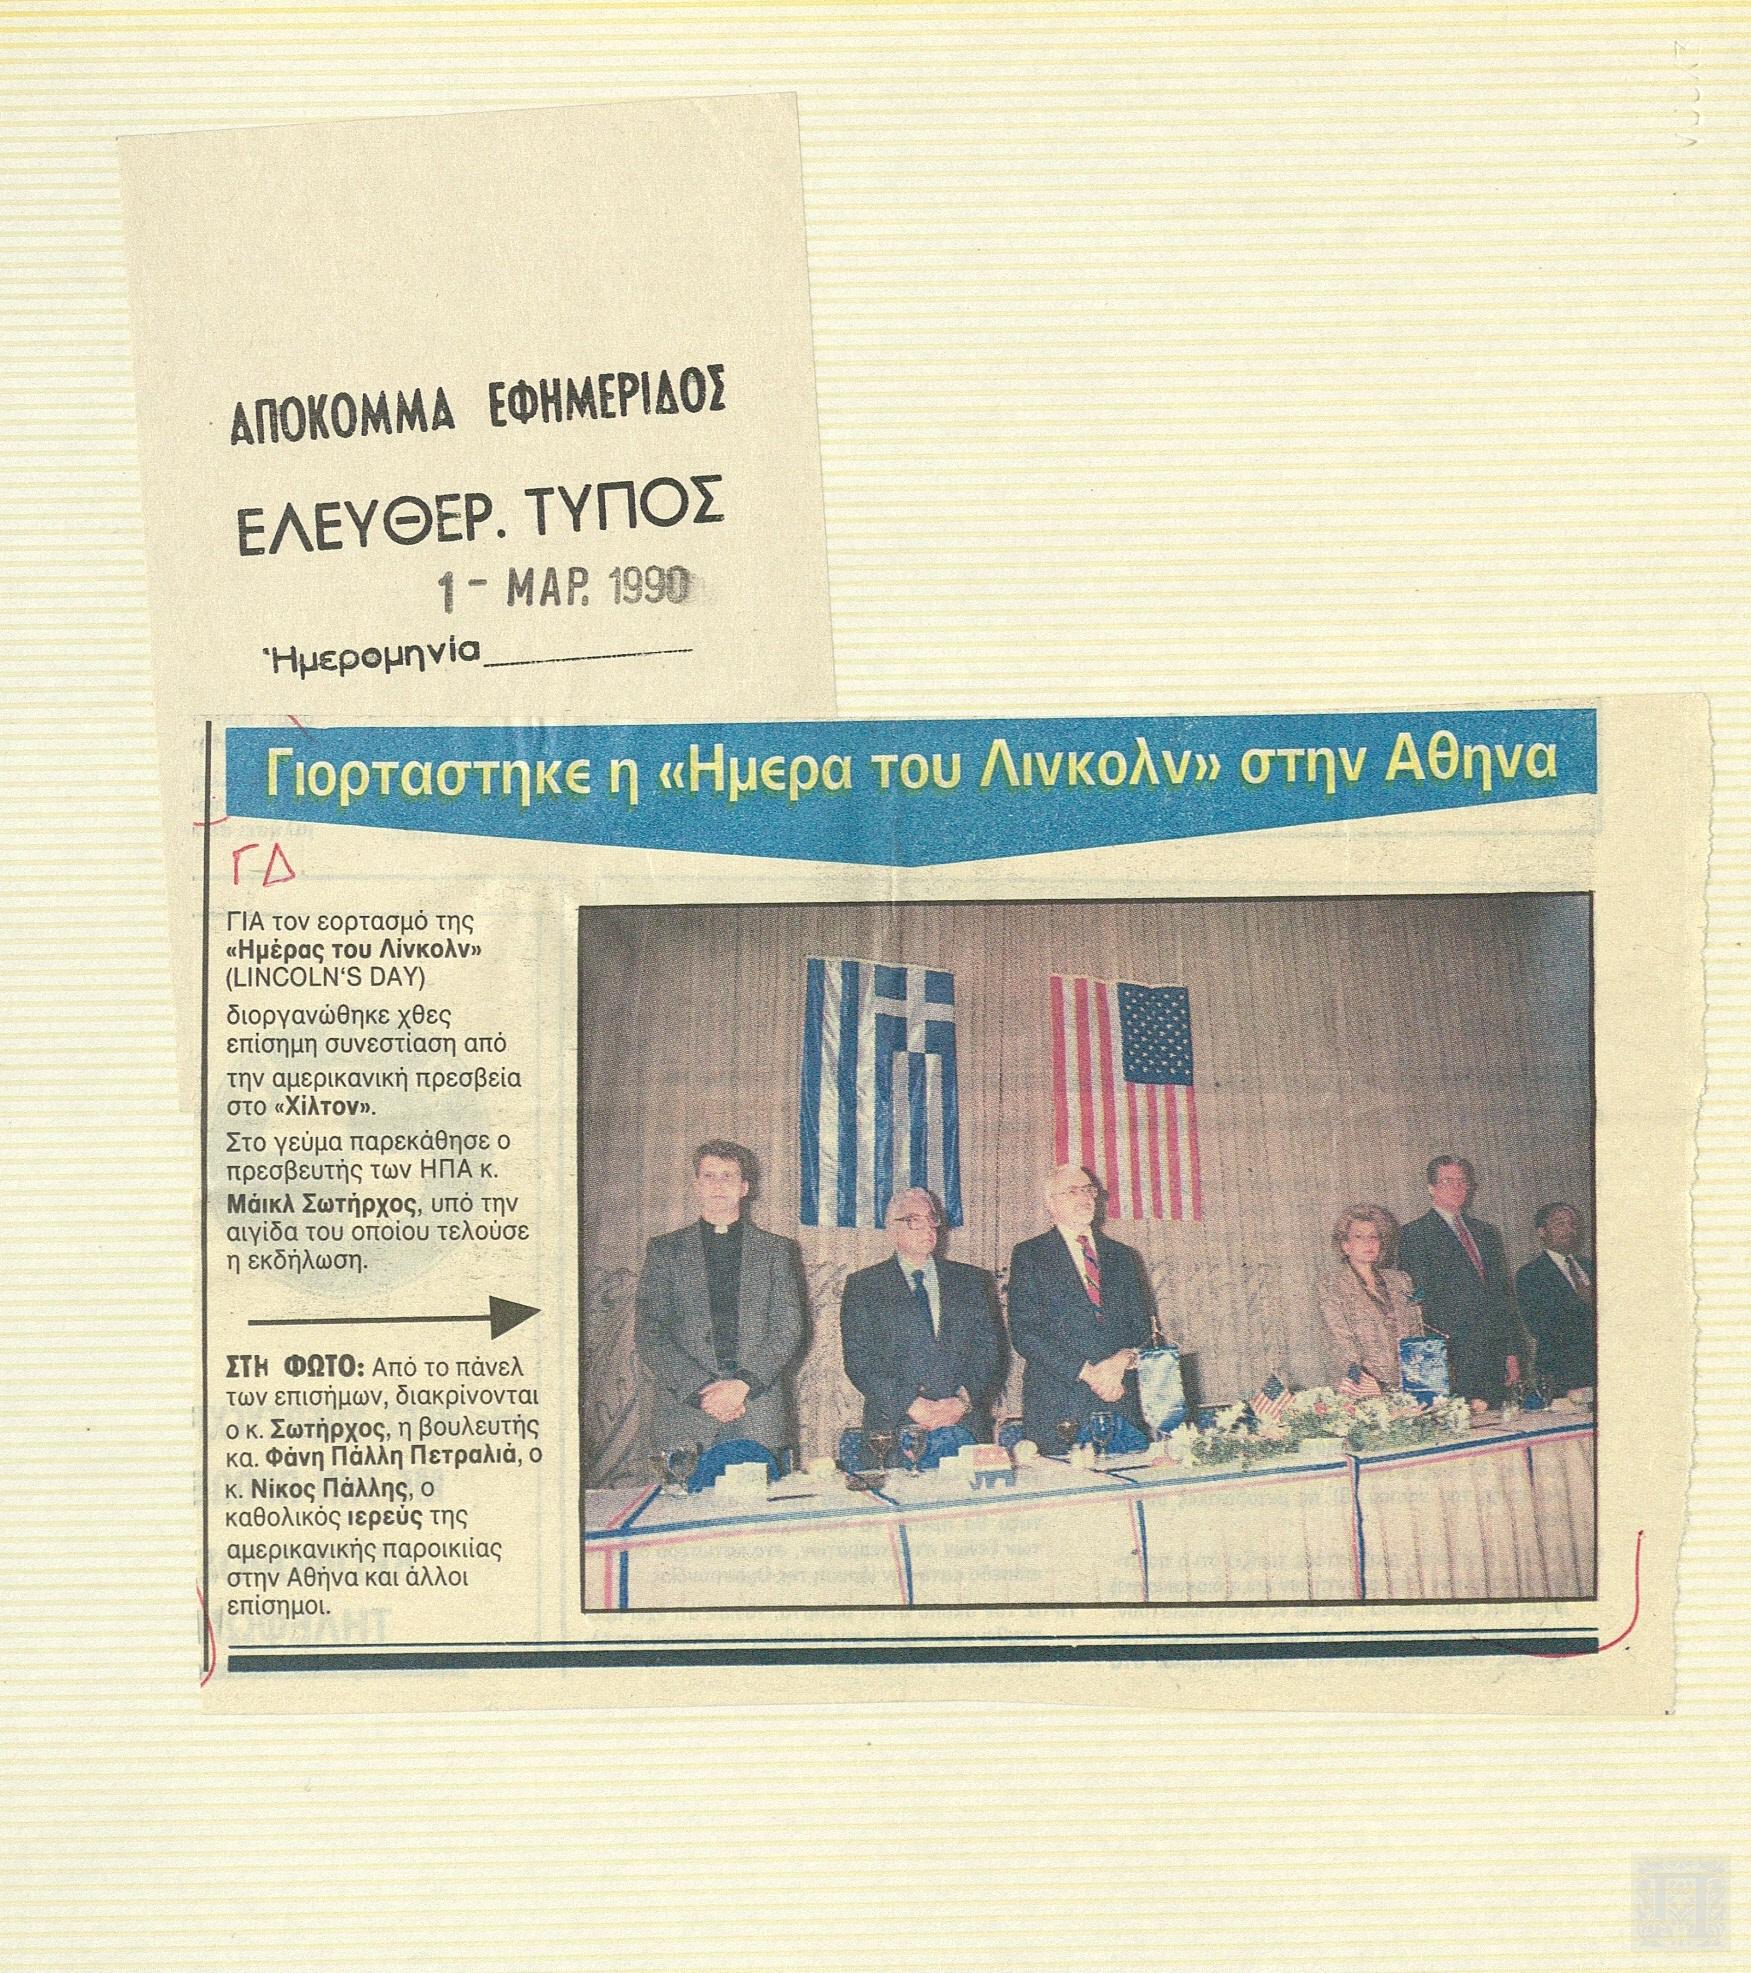 ΑΠΟΚΟΜΜΑ ΕΦΗΜΕΡΙΔΟΣ
ΕΛΕΥΘΕΡ. ΤΥΠΟΣ
1 - ΜΑΡ. 1990
Ἡμερομηνία
Γιορταστηκε η «Ημερα του Λινκολν» στην Αθηνα
ΓΔ
ΓΙΑ τον εορτασμό της
«Ημέρας του Λίνκολν»
(LINCOLN'S DAY)
διοργανώθηκε χθες
επίσημη συνεστίαση από
την αμερικανική πρεσβεία
στο «Χίλτον».
Στο γεύμα παρεκάθησε ο
πρεσβευτής των ΗΠΑ κ.
Μάικλ Σωτήρχος, υπό την
αιγίδα του οποίου τελούσε
η εκδήλωση.
ΣΤΗ ΦΩΤΟ: Από το πάνελ
των επισήμων, διακρίνονται
ο κ. Σωτήρχος, η βουλευτής
κα. Φάνη Πάλλη Πετραλιά, ο
κ. Νίκος Πάλλης, ο
καθολικός ιερεύς της
αμερικανικής παροικιίας
στην Αθήνα και άλλοι
επίσημοι.